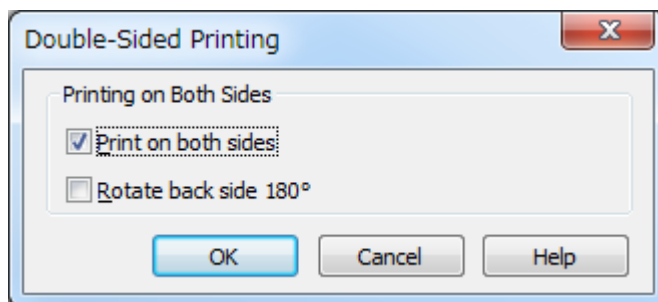 Double-Sided Printing
Printing on Both Sides
Print on both sides
Rotate back side 180°
OK Cancel Help